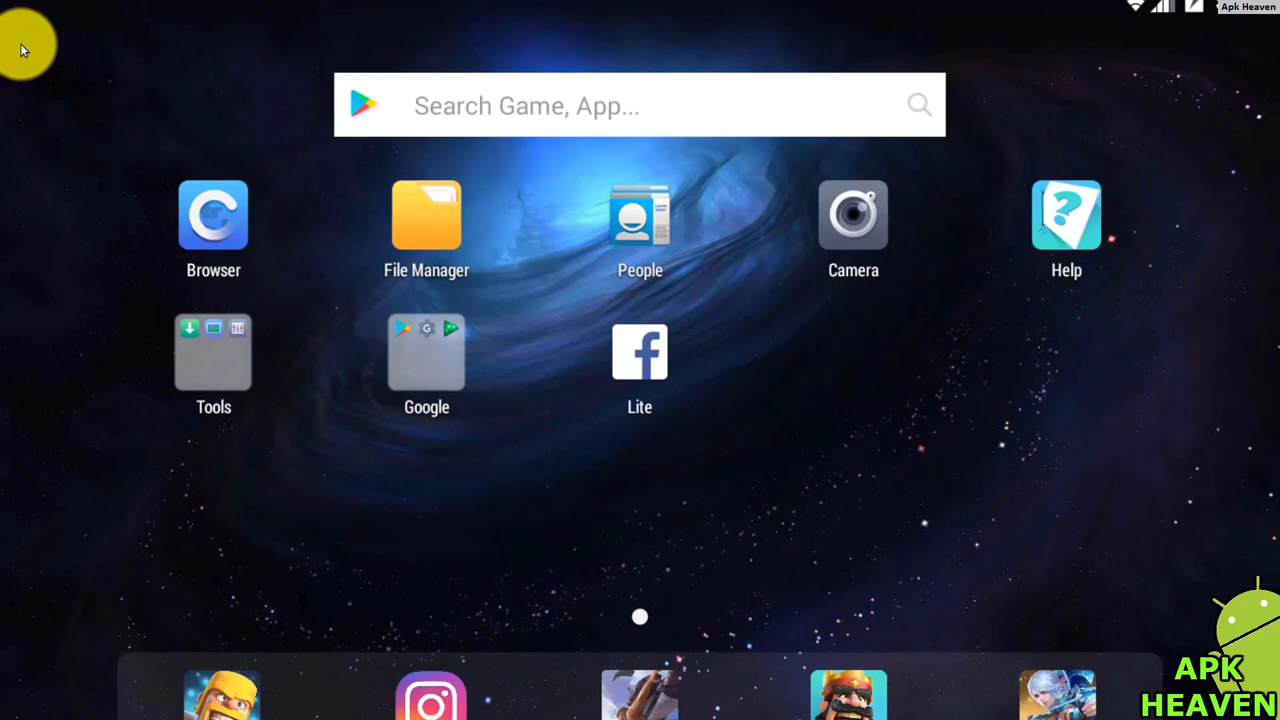 Apk Heaven
Search Game, App...
Browser
File Manager
People
Camera
Help
Tools
Google
Lite
APK
HEAVEN